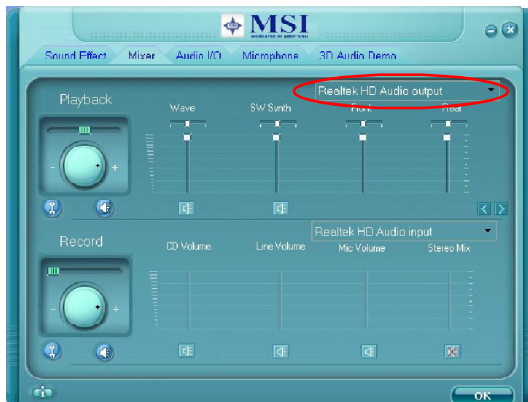 MSI
Sound Effect Mixer Audio I/O Microphone 3D Audio Demo
Realtek HD Audio output
Playback
Wave SW Synth Front Rear
- +
Realtek HD Audio input
Record
CD Volume Line Volume Mic Volume Stereo Mix
- +
OK